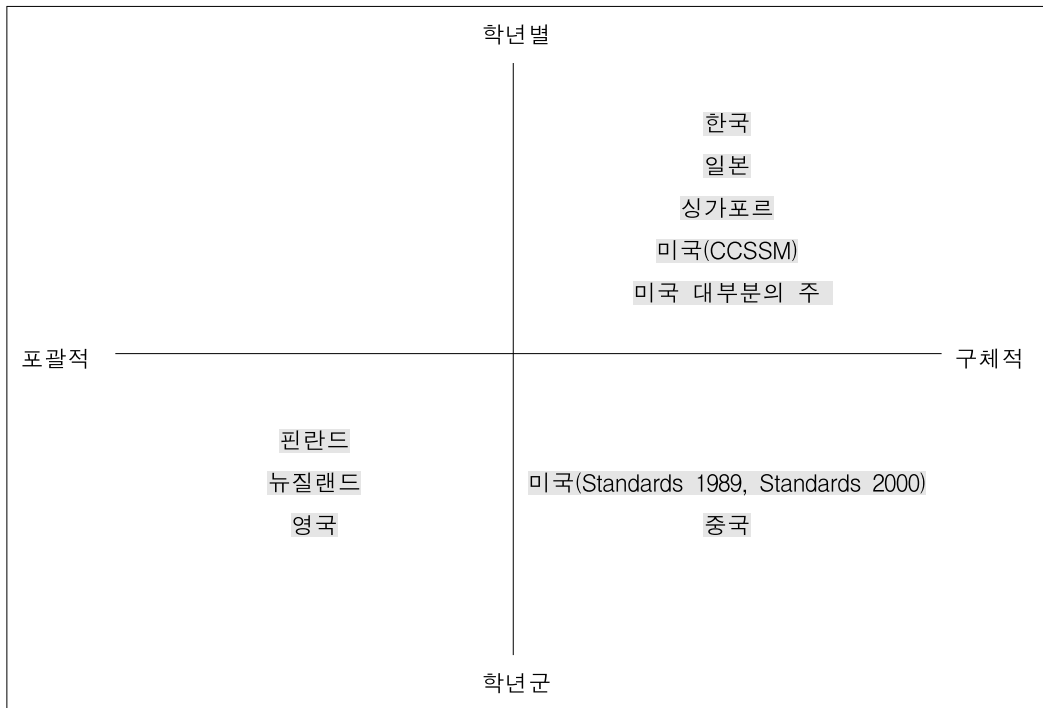 학년별
한국
일본
싱가포르
미국(CCSSM)
미국 대부분의 주
포괄적
구체적
핀란드
뉴질랜드
영국
미국(Standards 1989, Standards 2000)
중국
학년군